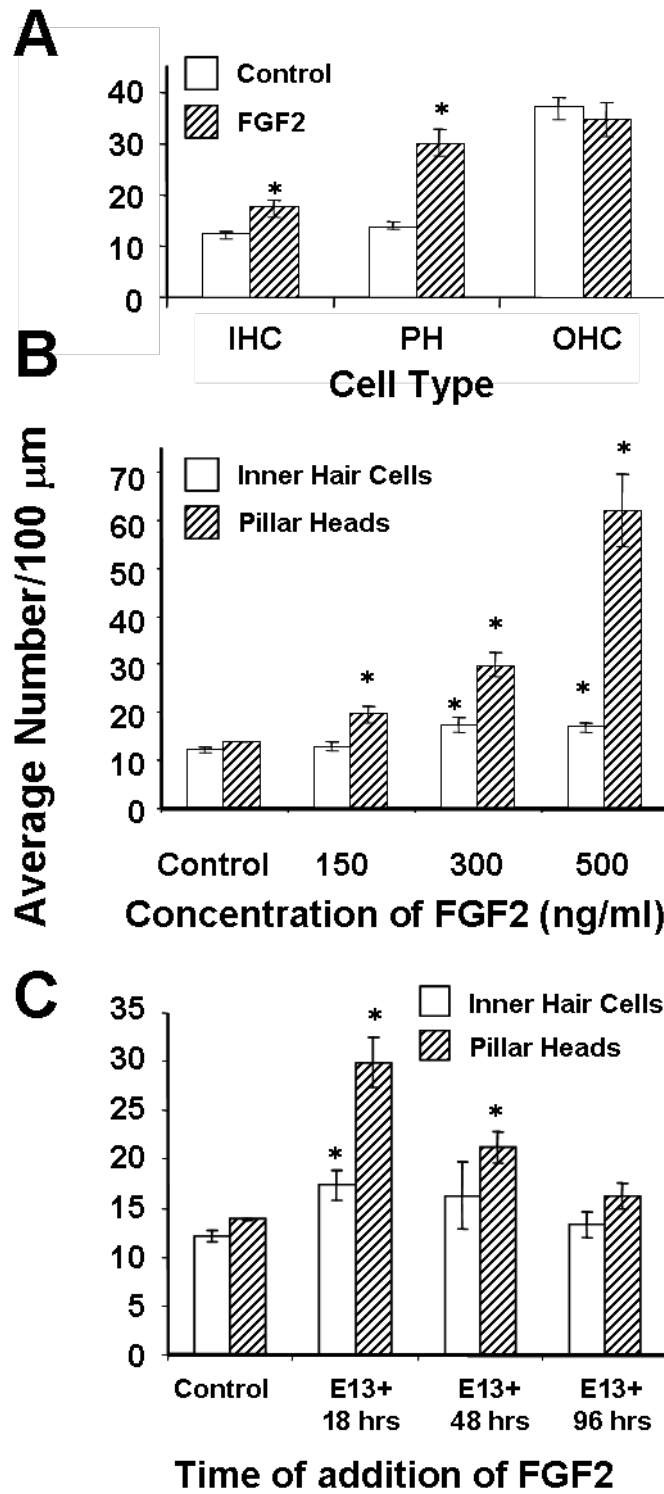 A
Control
FGF2
40
30
20
10
0
*
*
IHC PH OHC
Cell Type
B
Average Number/100 μm
Inner Hair Cells
Pillar Heads
70
60
50
40
30
20
10
0
*
*
*
*
*
Control 150 300 500
Concentration of FGF2 (ng/ml)
C
Inner Hair Cells
Pillar Heads
35
30
25
20
15
10
5
0
*
*
*
Control E13+ E13+ E13+
18 hrs 48 hrs 96 hrs
Time of addition of FGF2